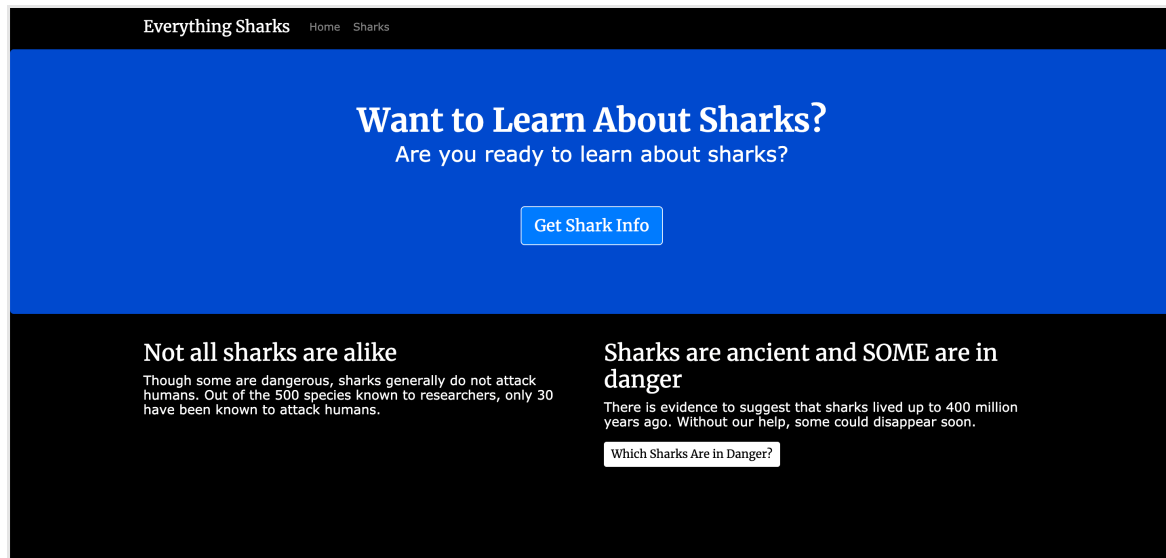 Everything Sharks Home Sharks
Want to Learn About Sharks?
Are you ready to learn about sharks?
Get Shark Info
Not all sharks are alike
Though some are dangerous, sharks generally do not attack
humans. Out of the 500 species known to researchers, only 30
have been known to attack humans.
Sharks are ancient and SOME are in
danger
There is evidence to suggest that sharks lived up to 400 million
years ago. Without our help, some could disappear soon.
Which Sharks Are in Danger?